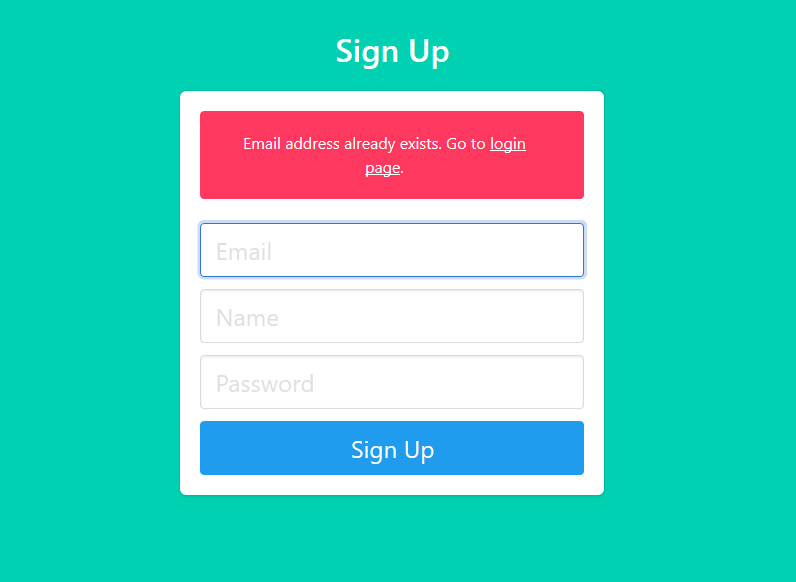 Sign Up
Email address already exists. Go to login
page.
Email
Name
Password
Sign Up